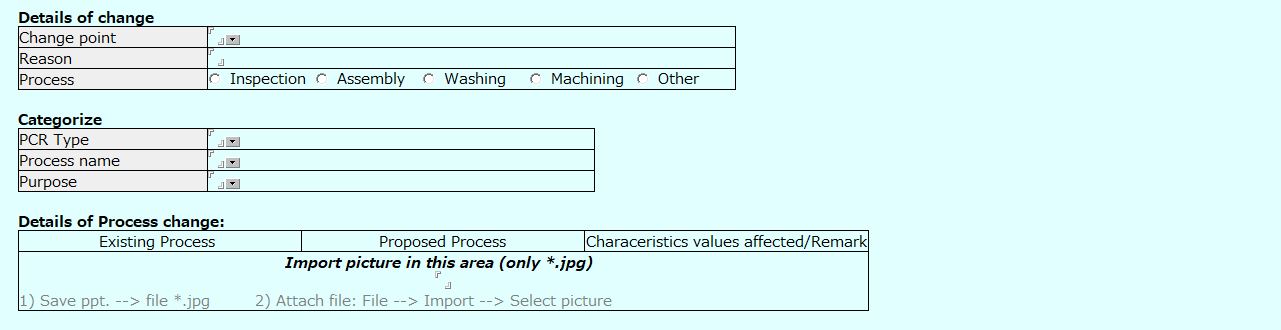 Details of change
Change point
Reason
Process Inspection Assembly Washing Machining Other
Categorize
PCR Type
Process name
Purpose
Details of Process change:
Existing Process Proposed Process Characeristics values affected/Remark
Import picture in this area (only *.jpg)
1) Save ppt. --> file *.jpg 2) Attach file: File --> Import --> Select picture